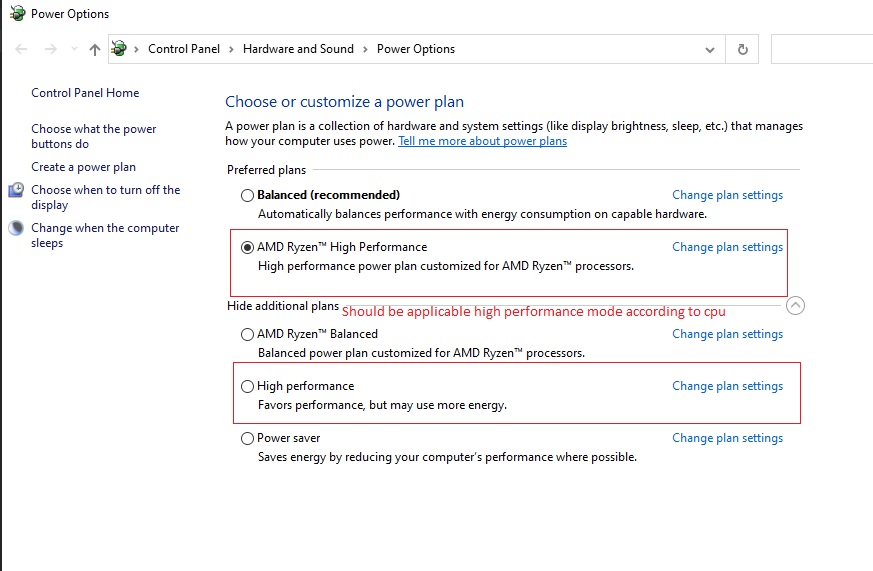 Power Options
Control Panel > Hardware and Sound > Power Options
Control Panel Home
Choose what the power
buttons do
Create a power plan
Choose when to turn off the
display
Change when the computer
sleeps
Choose or customize a power plan
A power plan is a collection of hardware and system settings (like display brightness, sleep, etc.) that manages
how your computer uses power. Tell me more about power plans
Preferred plans
Balanced (recommended) Change plan settings
Automatically balances performance with energy consumption on capable hardware.
AMD Ryzen™ High Performance Change plan settings
High performance power plan customized for AMD Ryzen™ processors.
Hide additional plans
Should be applicable high performance mode according to cpu
AMD Ryzen™ Balanced Change plan settings
Balanced power plan customized for AMD Ryzen™ processors.
High performance Change plan settings
Favors performance, but may use more energy.
Power saver Change plan settings
Saves energy by reducing your computer's performance where possible.